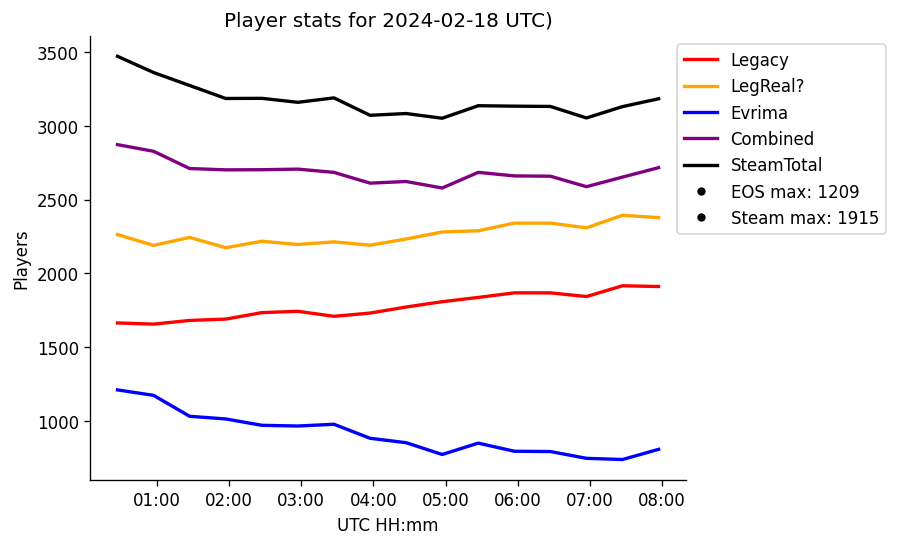 Player stats for 2024-02-18 UTC)
3500
3000
2500
2000
1500
1000
Players
01:00 02:00 03:00 04:00 05:00 06:00 07:00 08:00
UTC HH:mm
Legacy
LegReal?
Evrima
Combined
SteamTotal
EOS max: 1209
Steam max: 1915